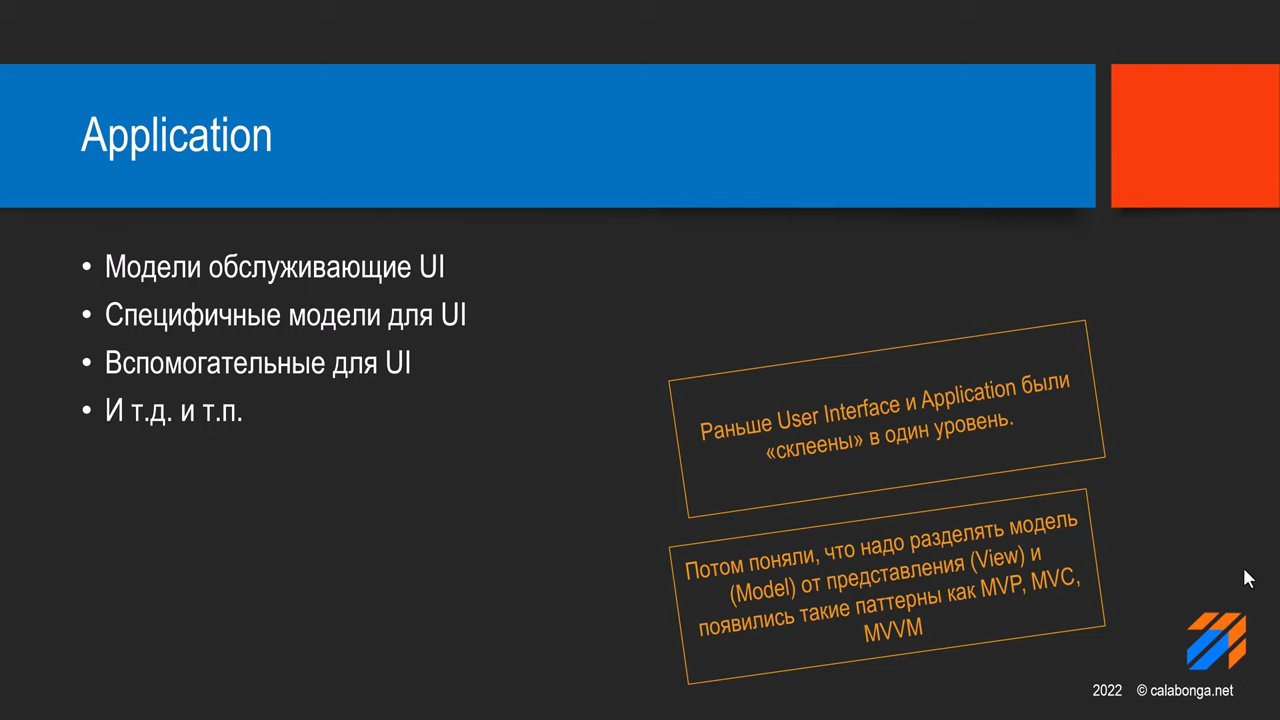 Application
• Модели обслуживающие UI
• Специфичные модели для UI
• Вспомогательные для UI
• И т.д. и т.п.
Раньше User Interface и Application были
«склеены» в один уровень.
Потом поняли, что надо разделять модель
(Model) от представления (View) и
появились такие паттерны как MVP, MVC,
MVVM
2022 © calabonga.net